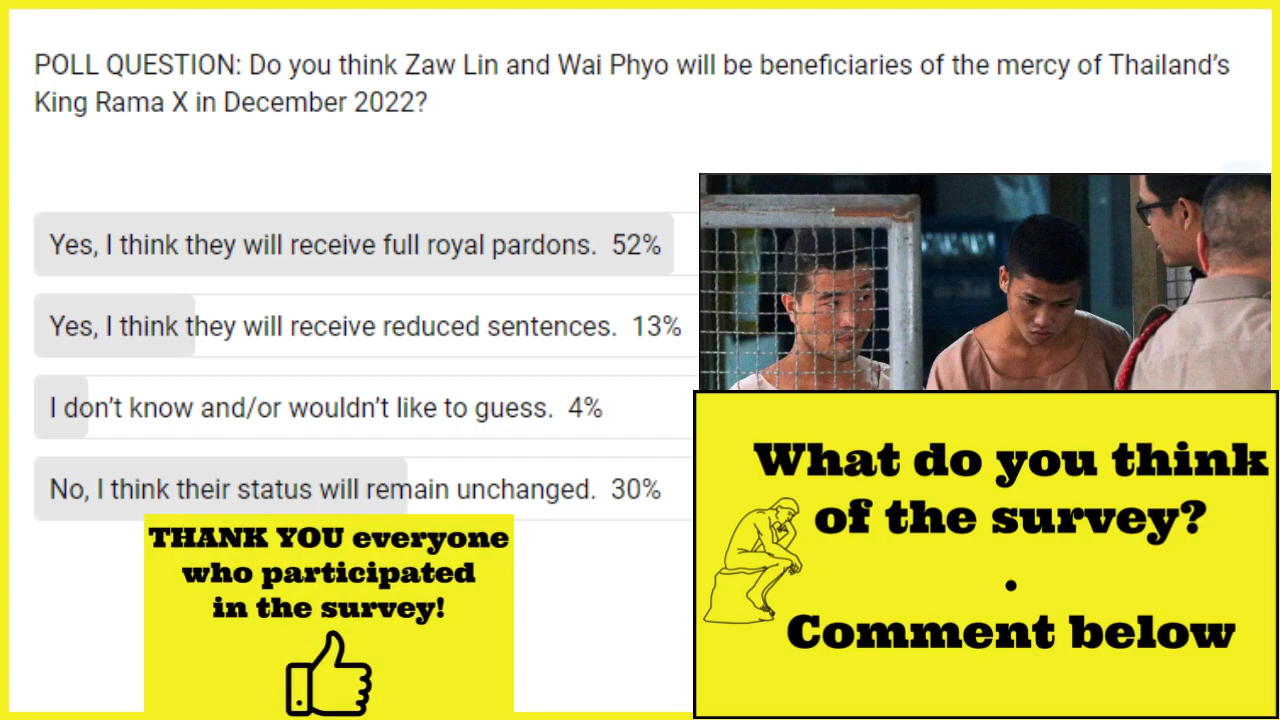 POLL QUESTION: Do you think Zaw Lin and Wai Phyo will be beneficiaries of the mercy of Thailand’s
King Rama X in December 2022?
Yes, I think they will receive full royal pardons. 52%
Yes, I think they will receive reduced sentences. 13%
I don’t know and/or wouldn’t like to guess. 4%
No, I think their status will remain unchanged. 30%
THANK YOU everyone
who participated
in the survey!
What do you think
of the survey?
.
Comment below